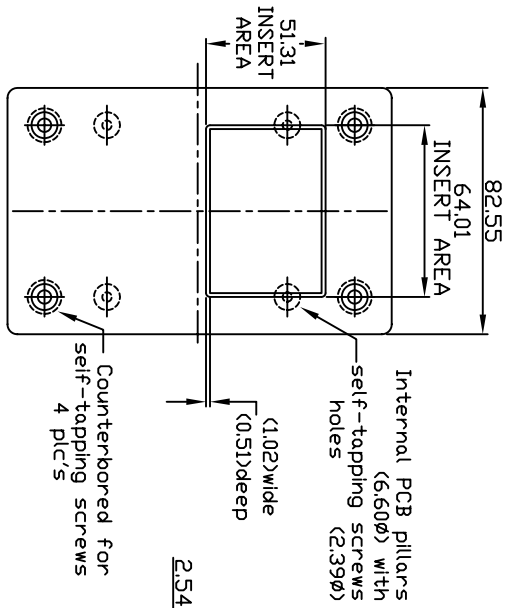 82.55
64.01
INSERT AREA
51.31
INSERT
AREA
Internal PCB pillars
(6.60ø) with
self-tapping screws
(2.39ø)
holes
(1.02)wide
(0.51)deep
Counterbored for
self-tapping screws
4 plc's
2.54